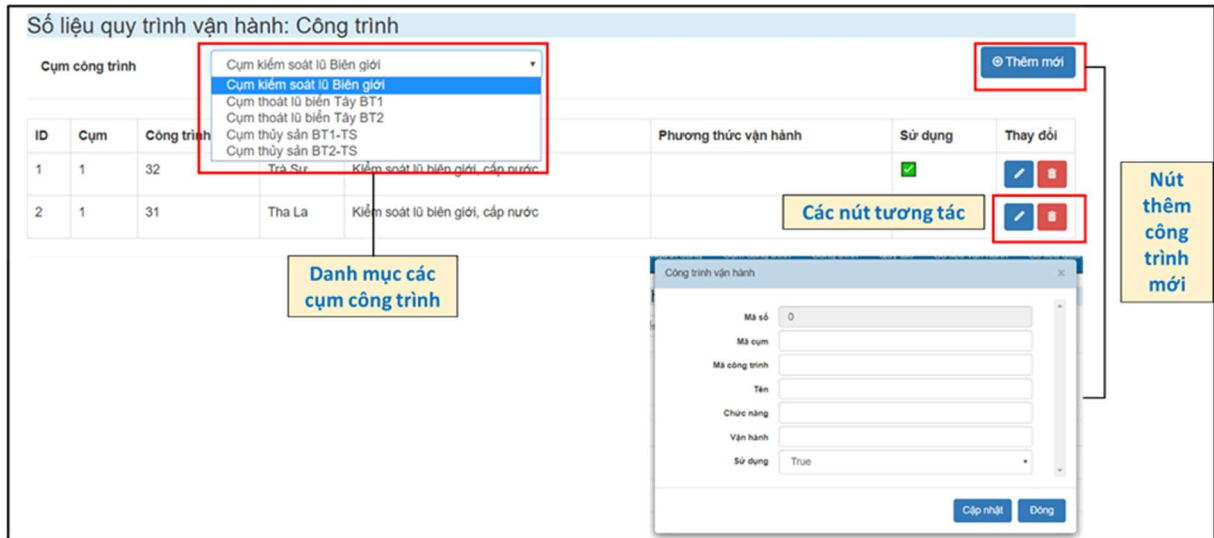 Số liệu quy trình vận hành: Công trình
Cụm công trình
Cụm kiểm soát lũ Biên giới
Thêm mới
Cụm kiểm soát lũ Biên giới
Cụm thoát lũ biển Tây BT1
Cụm thoát lũ biển Tây BT2
Cụm thủy sản BT1-TS
Cụm thủy sản BT2-TS
ID Cụm Công trình Phương thức vận hành Sử dụng Thay đổi
1 1 32 Trà Sư Kiểm soát lũ biên giới, cấp nước
2 1 31 Tha La Kiểm soát lũ biên giới, cấp nước
Các nút tương tác
Nút
thêm
công
trình
mới
Danh mục các
cụm công trình
Công trình vận hành ×
Mã số 0
Mã cụm
Mã công trình
Tên
Chức năng
Vận hành
Sử dụng True
Cập nhật Đóng